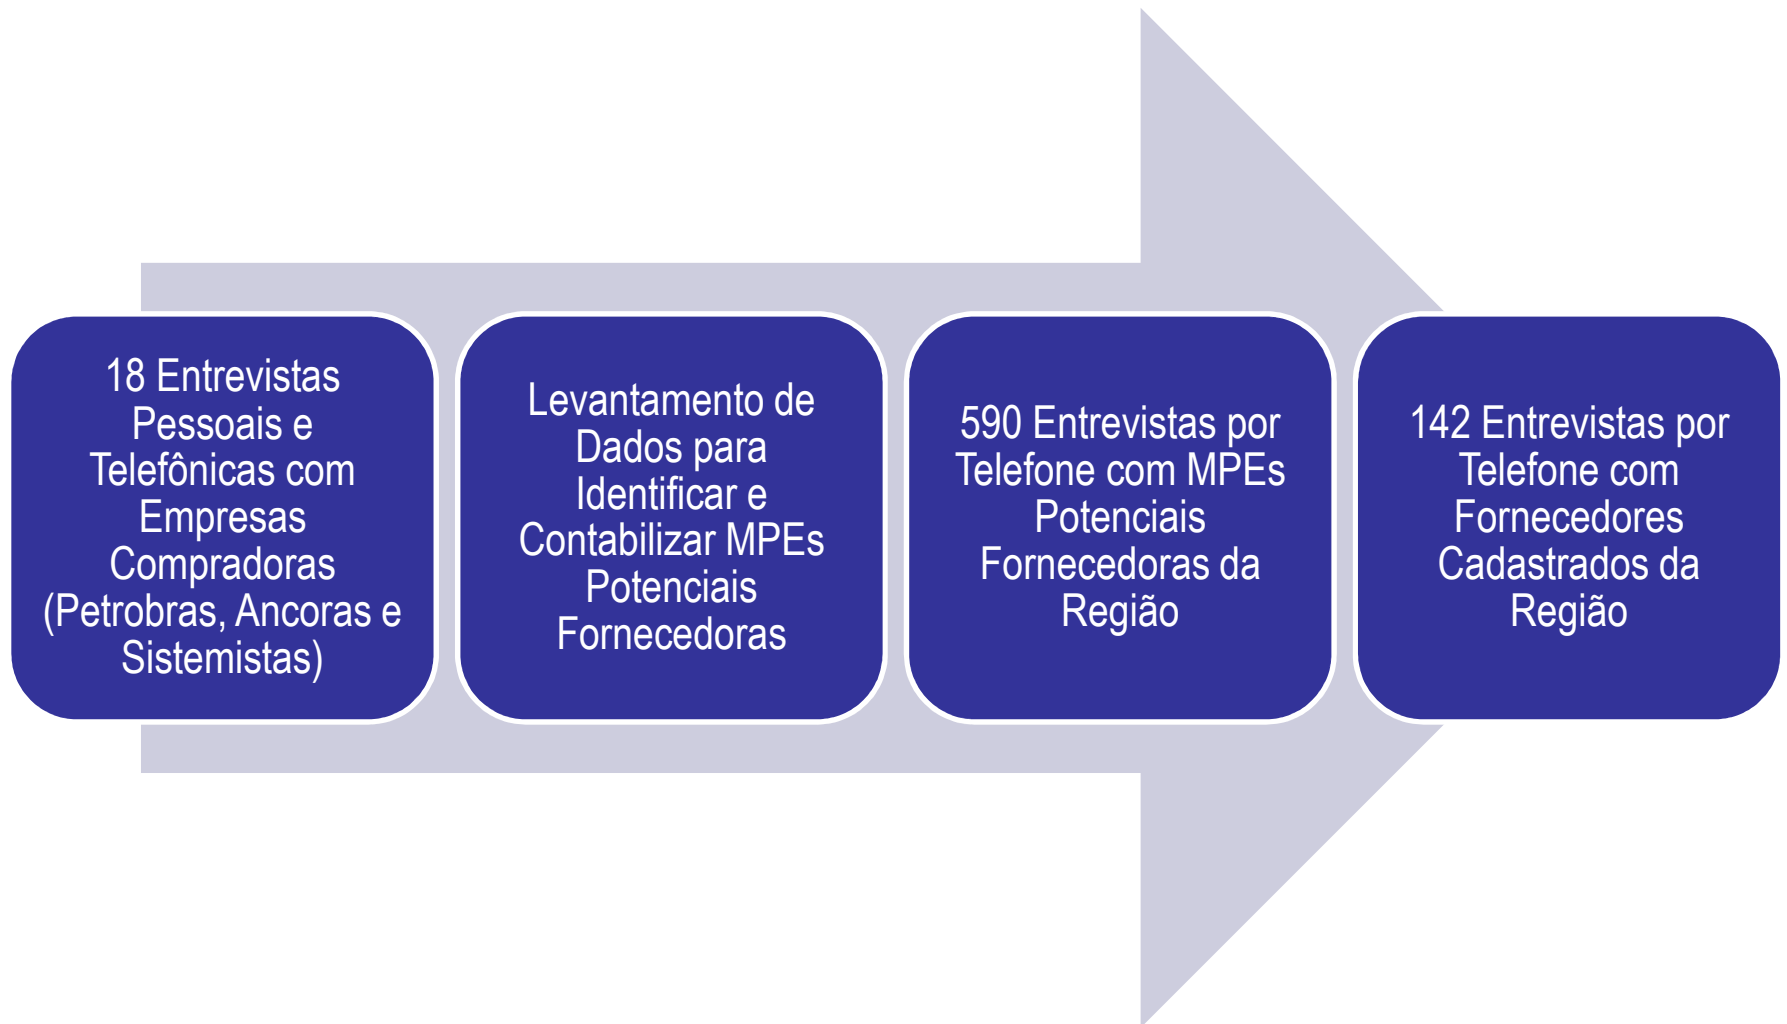 18 Entrevistas
Pessoais e
Telefônicas com
Empresas
Compradoras
(Petrobras, Ancoras e
Sistemistas)
Levantamento de
Dados para
Identificar e
Contabilizar MPEs
Potenciais
Fornecedoras
590 Entrevistas por
Telefone com MPEs
Potenciais
Fornecedoras da
Região
142 Entrevistas por
Telefone com
Fornecedores
Cadastrados da
Região